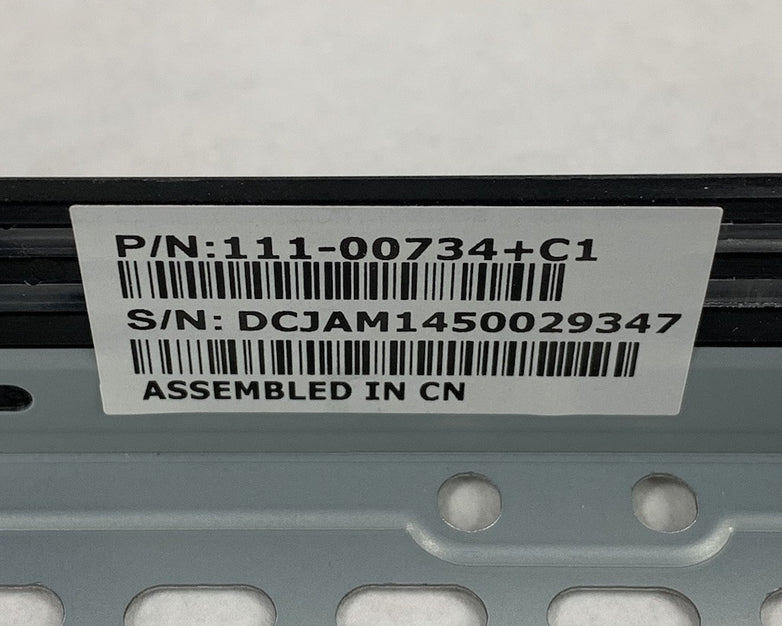 P/N:111-00734+C1
S/N: DCJAM1450029347
ASSEMBLED IN CN